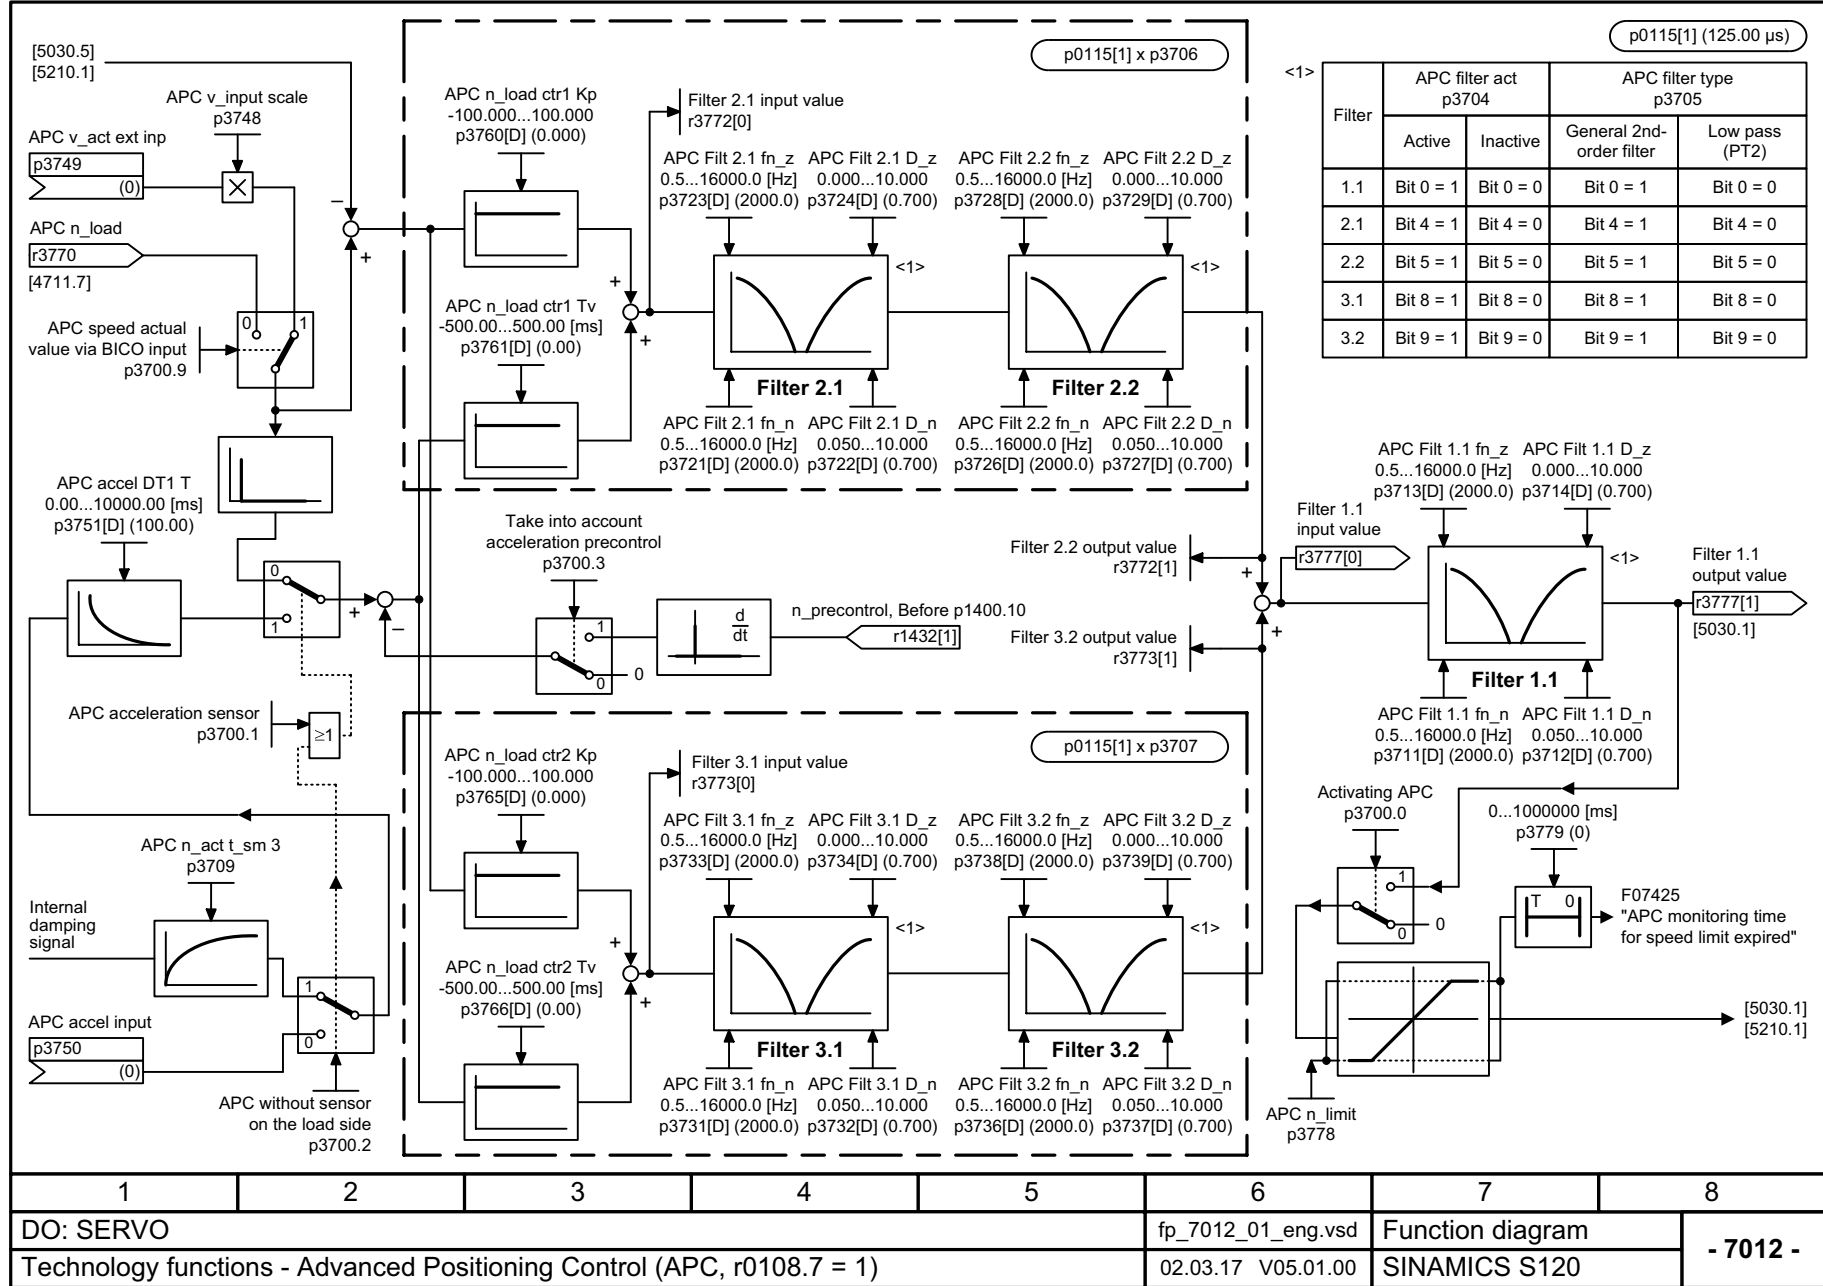 [5030.5]
[5210.1]
APC v_input scale
p3748
APC v_act ext inp
p3749
(0)
APC n_load
r3770
[4711.7]
0
1
APC speed actual
value via BICO input
p3700.9
–
+
APC accel DT1 T
0.00...10000.00 [ms]
p3751[D] (100.00)
0
1
+
–
APC acceleration sensor
p3700.1
≥1
APC n_act t_sm 3
p3709
Internal
damping
signal
1
0
APC accel input
p3750
(0)
APC without sensor
on the load side
p3700.2
p0115[1] x p3706
APC n_load ctr1 Kp
-100.000...100.000
p3760[D] (0.000)
APC n_load ctr1 Tv
-500.00...500.00 [ms]
p3761[D] (0.00)
+
+
Filter 2.1 input value
r3772[0]
APC Filt 2.1 fn_z
0.5...16000.0 [Hz]
p3723[D] (2000.0)
APC Filt 2.1 D_z
0.000...10.000
p3724[D] (0.700)
APC Filt 2.2 fn_z
0.5...16000.0 [Hz]
p3728[D] (2000.0)
APC Filt 2.2 D_z
0.000...10.000
p3729[D] (0.700)
<1>
<1>
Filter 2.1
Filter 2.2
APC Filt 2.1 fn_n
0.5...16000.0 [Hz]
p3721[D] (2000.0)
APC Filt 2.1 D_n
0.050...10.000
p3722[D] (0.700)
APC Filt 2.2 fn_n
0.5...16000.0 [Hz]
p3726[D] (2000.0)
APC Filt 2.2 D_n
0.050...10.000
p3727[D] (0.700)
Take into account
acceleration precontrol
p3700.3
1
0
0
d
dt
n_precontrol, Before p1400.10
r1432[1]
Filter 2.2 output value
r3772[1]
Filter 3.2 output value
r3773[1]
+
+
p0115[1] x p3707
APC n_load ctr2 Kp
-100.000...100.000
p3765[D] (0.000)
APC n_load ctr2 Tv
-500.00...500.00 [ms]
p3766[D] (0.00)
+
+
Filter 3.1 input value
r3773[0]
APC Filt 3.1 fn_z
0.5...16000.0 [Hz]
p3733[D] (2000.0)
APC Filt 3.1 D_z
0.000...10.000
p3734[D] (0.700)
APC Filt 3.2 fn_z
0.5...16000.0 [Hz]
p3738[D] (2000.0)
APC Filt 3.2 D_z
0.000...10.000
p3739[D] (0.700)
<1>
<1>
Filter 3.1
Filter 3.2
APC Filt 3.1 fn_n
0.5...16000.0 [Hz]
p3731[D] (2000.0)
APC Filt 3.1 D_n
0.050...10.000
p3732[D] (0.700)
APC Filt 3.2 fn_n
0.5...16000.0 [Hz]
p3736[D] (2000.0)
APC Filt 3.2 D_n
0.050...10.000
p3737[D] (0.700)
p0115[1] (125.00 µs)
<1>
Filter
APC filter act
p3704
APC filter type
p3705
Active
Inactive
General 2nd-
order filter
Low pass
(PT2)
1.1 Bit 0 = 1 Bit 0 = 0 Bit 0 = 1 Bit 0 = 0
2.1 Bit 4 = 1 Bit 4 = 0 Bit 4 = 1 Bit 4 = 0
2.2 Bit 5 = 1 Bit 5 = 0 Bit 5 = 1 Bit 5 = 0
3.1 Bit 8 = 1 Bit 8 = 0 Bit 8 = 1 Bit 8 = 0
3.2 Bit 9 = 1 Bit 9 = 0 Bit 9 = 1 Bit 9 = 0
APC Filt 1.1 fn_z
0.5...16000.0 [Hz]
p3713[D] (2000.0)
APC Filt 1.1 D_z
0.000...10.000
p3714[D] (0.700)
Filter 1.1
input value
r3777[0]
<1>
Filter 1.1
output value
r3777[1]
[5030.1]
Filter 1.1
APC Filt 1.1 fn_n
0.5...16000.0 [Hz]
p3711[D] (2000.0)
APC Filt 1.1 D_n
0.050...10.000
p3712[D] (0.700)
Activating APC
p3700.0
1
0
0
0...1000000 [ms]
p3779 (0)
T 0
F07425
"APC monitoring time
for speed limit expired"
[5030.1]
[5210.1]
APC n_limit
p3778
1 2 3 4 5 6 7 8
DO: SERVO
fp_7012_01_eng.vsd
Function diagram
- 7012 -
Technology functions - Advanced Positioning Control (APC, r0108.7 = 1)
02.03.17 V05.01.00
SINAMICS S120